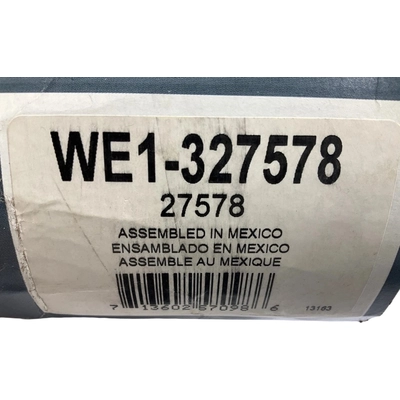 WE1-327578
27578
ASSEMBLED IN MEXICO
ENSAMBLADO EN MEXICO
ASSEMBLE AU MEXIQUE
7 13602 67098 6 13183